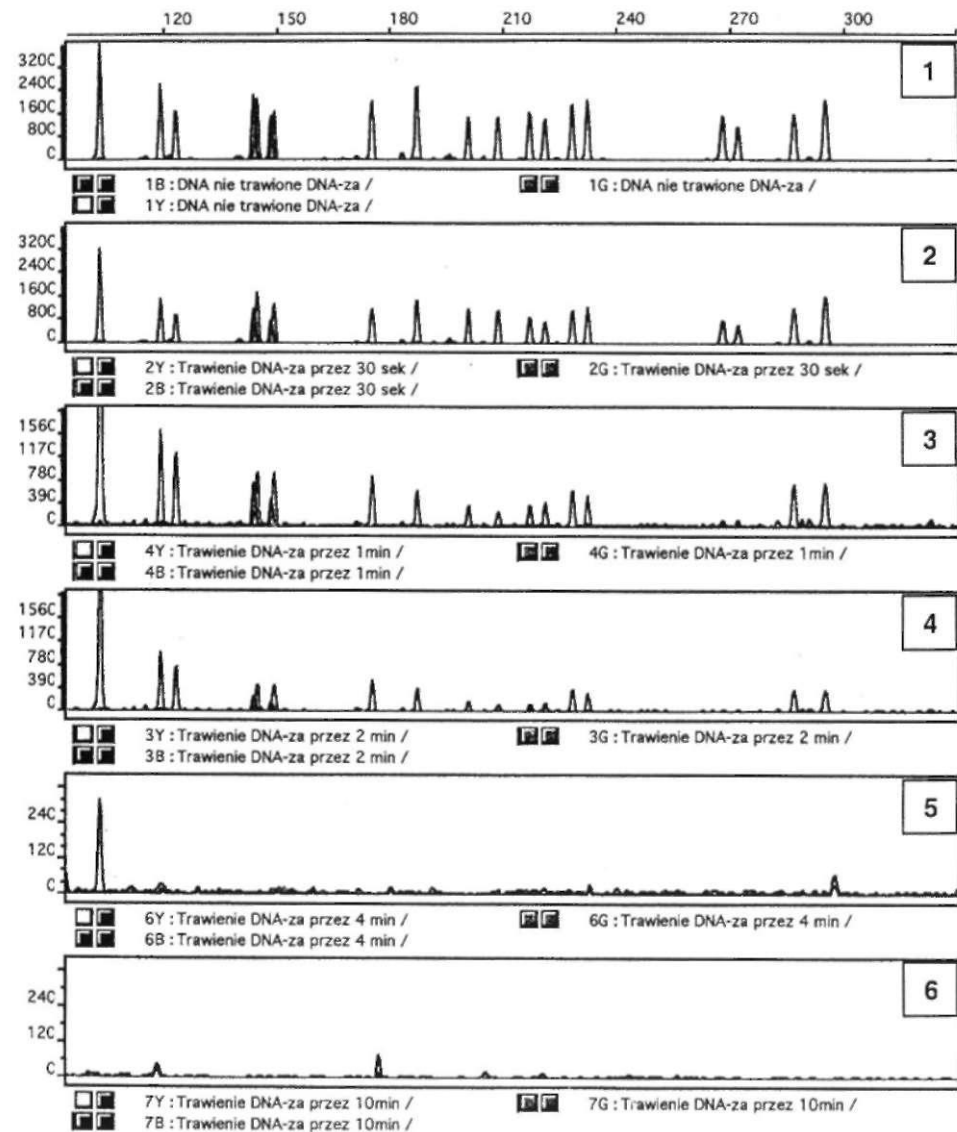 120 150 180 210 240 270 300
320C
240C
160C
80C
C
1
1B : DNA nie trawione DNA-za /
1G : DNA nie trawione DNA-za /
1Y : DNA nie trawione DNA-za /
320C
240C
160C
80C
C
2
2Y : Trawienie DNA-za przez 30 sek /
2G : Trawienie DNA-za przez 30 sek /
2B : Trawienie DNA-za przez 30 sek /
156C
117C
78C
39C
C
3
4Y : Trawienie DNA-za przez 1min /
4G : Trawienie DNA-za przez 1min /
4B : Trawienie DNA-za przez 1min /
156C
117C
78C
39C
C
4
3Y : Trawienie DNA-za przez 2 min /
3G : Trawienie DNA-za przez 2 min /
3B : Trawienie DNA-za przez 2 min /
24C
12C
C
5
6Y : Trawienie DNA-za przez 4 min /
6G : Trawienie DNA-za przez 4 min /
6B : Trawienie DNA-za przez 4 min /
24C
12C
C
6
7Y : Trawienie DNA-za przez 10min /
7G : Trawienie DNA-za przez 10min /
7B : Trawienie DNA-za przez 10min /